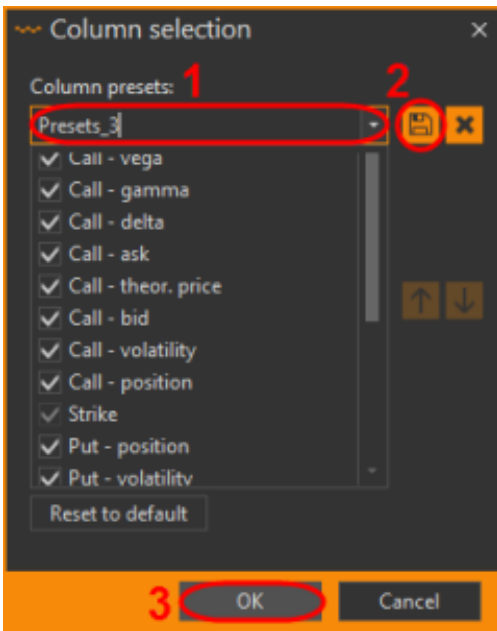 Column selection
Column presets: 1 2
Presets_3
Call - vega
Call - gamma
Call - delta
Call - ask
Call - theor. price
Call - bid
Call - volatility
Call - position
Strike
Put - position
Put - volatility
Reset to default
3 OK Cancel